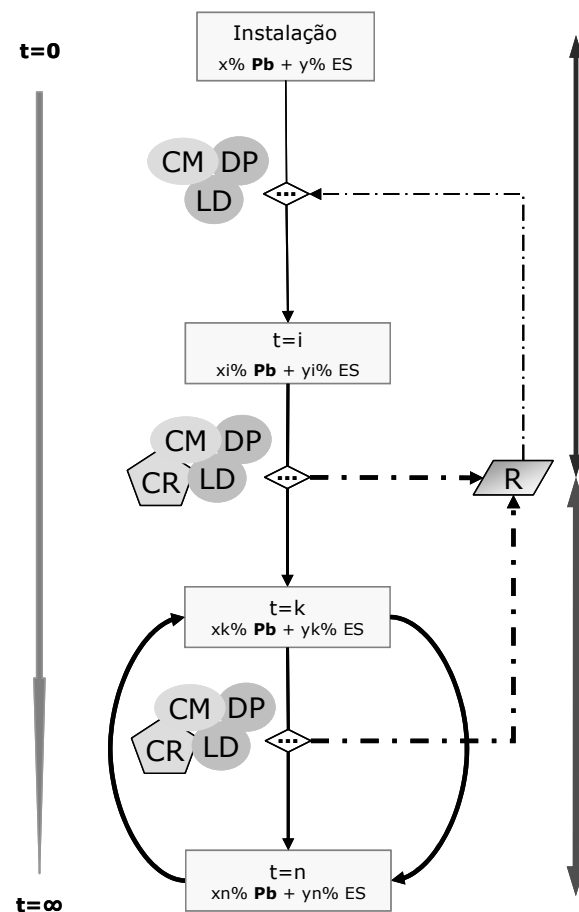 Instalação
x% Pb + y% ES
t=0
CM DP
LD
...
t=i
xi% Pb + yi% ES
CM DP
CR LD
...
R
t=k
xk% Pb + yk% ES
CM DP
CR LD
...
t=n
xn% Pb + yn% ES
t=∞